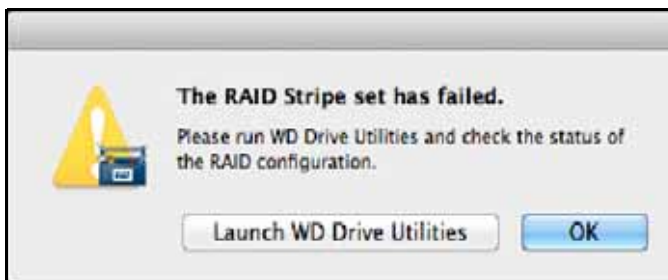 The RAID Stripe set has failed.
Please run WD Drive Utilities and check the status of
the RAID configuration.
Launch WD Drive Utilities
OK